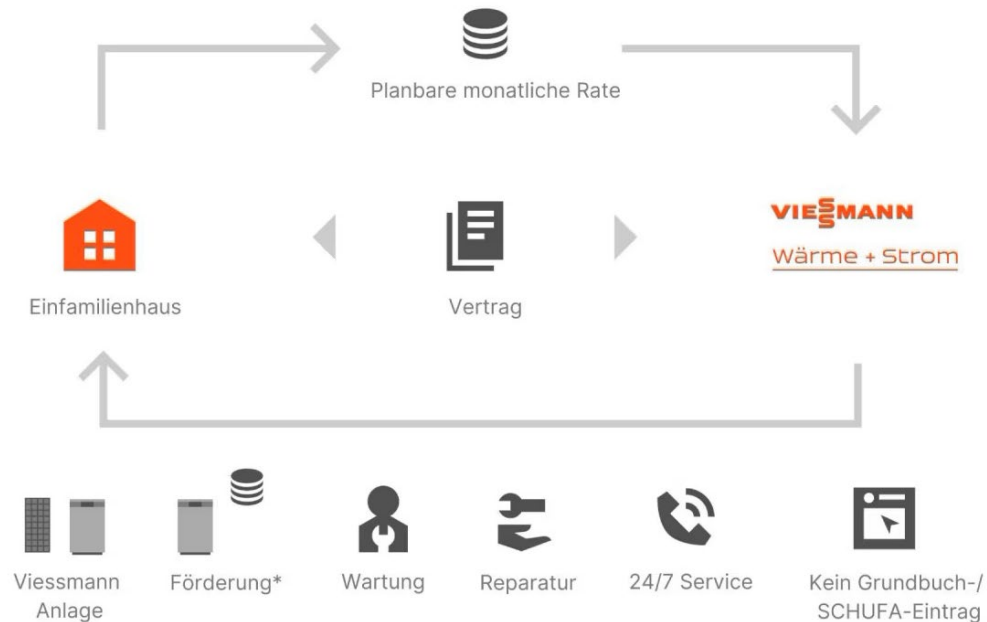 Planbare monatliche Rate
VIESSMANN
Wärme + Strom
Einfamilienhaus
Vertrag
Viessmann
Anlage
Förderung*
Wartung
Reparatur
24/7 Service
Kein Grundbuch-/
SCHUFA-Eintrag